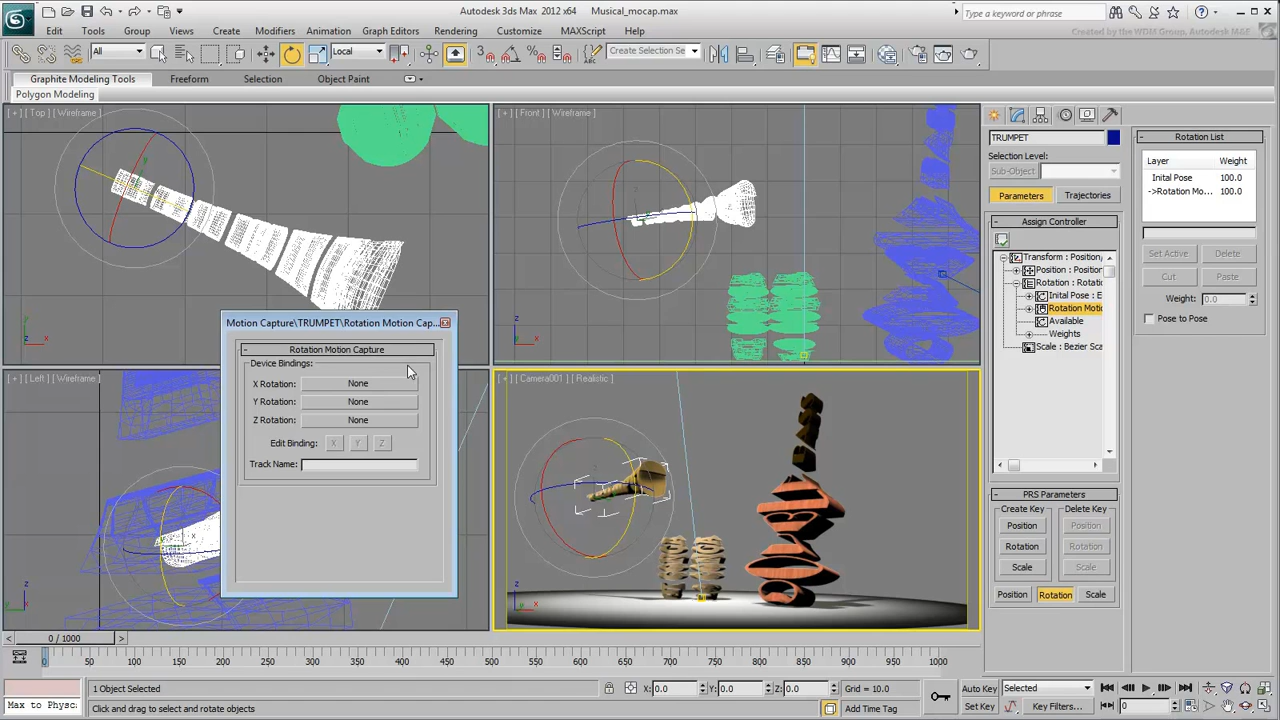 Autodesk 3ds Max 2012 x64 Musical_mocap.max
Type a keyword or phrase
Edit Tools Group Views Create Modifiers Animation Graph Editors Rendering Customize MAXScript Help
Created by the WDM Group, Autodesk M&E
All Local Create Selection Se
Graphite Modeling Tools Freeform Selection Object Paint
Polygon Modeling
[ + ] [ Top ] [ Wireframe ]
[ + ] [ Front ] [ Wireframe ]
[ + ] [ Left ] [ Wireframe ]
[ + ] [ Camera001 ] [ Realistic ]
Motion Capture\TRUMPET\Rotation Motion Cap...
Rotation Motion Capture
Device Bindings:
X Rotation: None
Y Rotation: None
Z Rotation: None
Edit Binding: X Y Z
Track Name:
TRUMPET
Selection Level:
Sub-Object
Parameters Trajectories
Assign Controller
Transform : Position/
Position : Position
Rotation : Rotatio
Inital Pose : E
Rotation Motio
Available
Weights
Scale : Bezier Sca
PRS Parameters
Create Key Delete Key
Position Position
Rotation Rotation
Scale Scale
Position Rotation Scale
Rotation List
Layer Weight
Inital Pose 100.0
->Rotation Mo... 100.0
Set Active Delete
Cut Paste
Weight: 0.0
Pose to Pose
0 / 1000
0 50 100 150 200 250 300 350 400 450 500 550 600 650 700 750 800 850 900 950 1000
1 Object Selected X: 0.0 Y: 0.0 Z: 0.0 Grid = 10.0 Auto Key Selected
Max to Physc Click and drag to select and rotate objects Add Time Tag Set Key Key Filters... 0